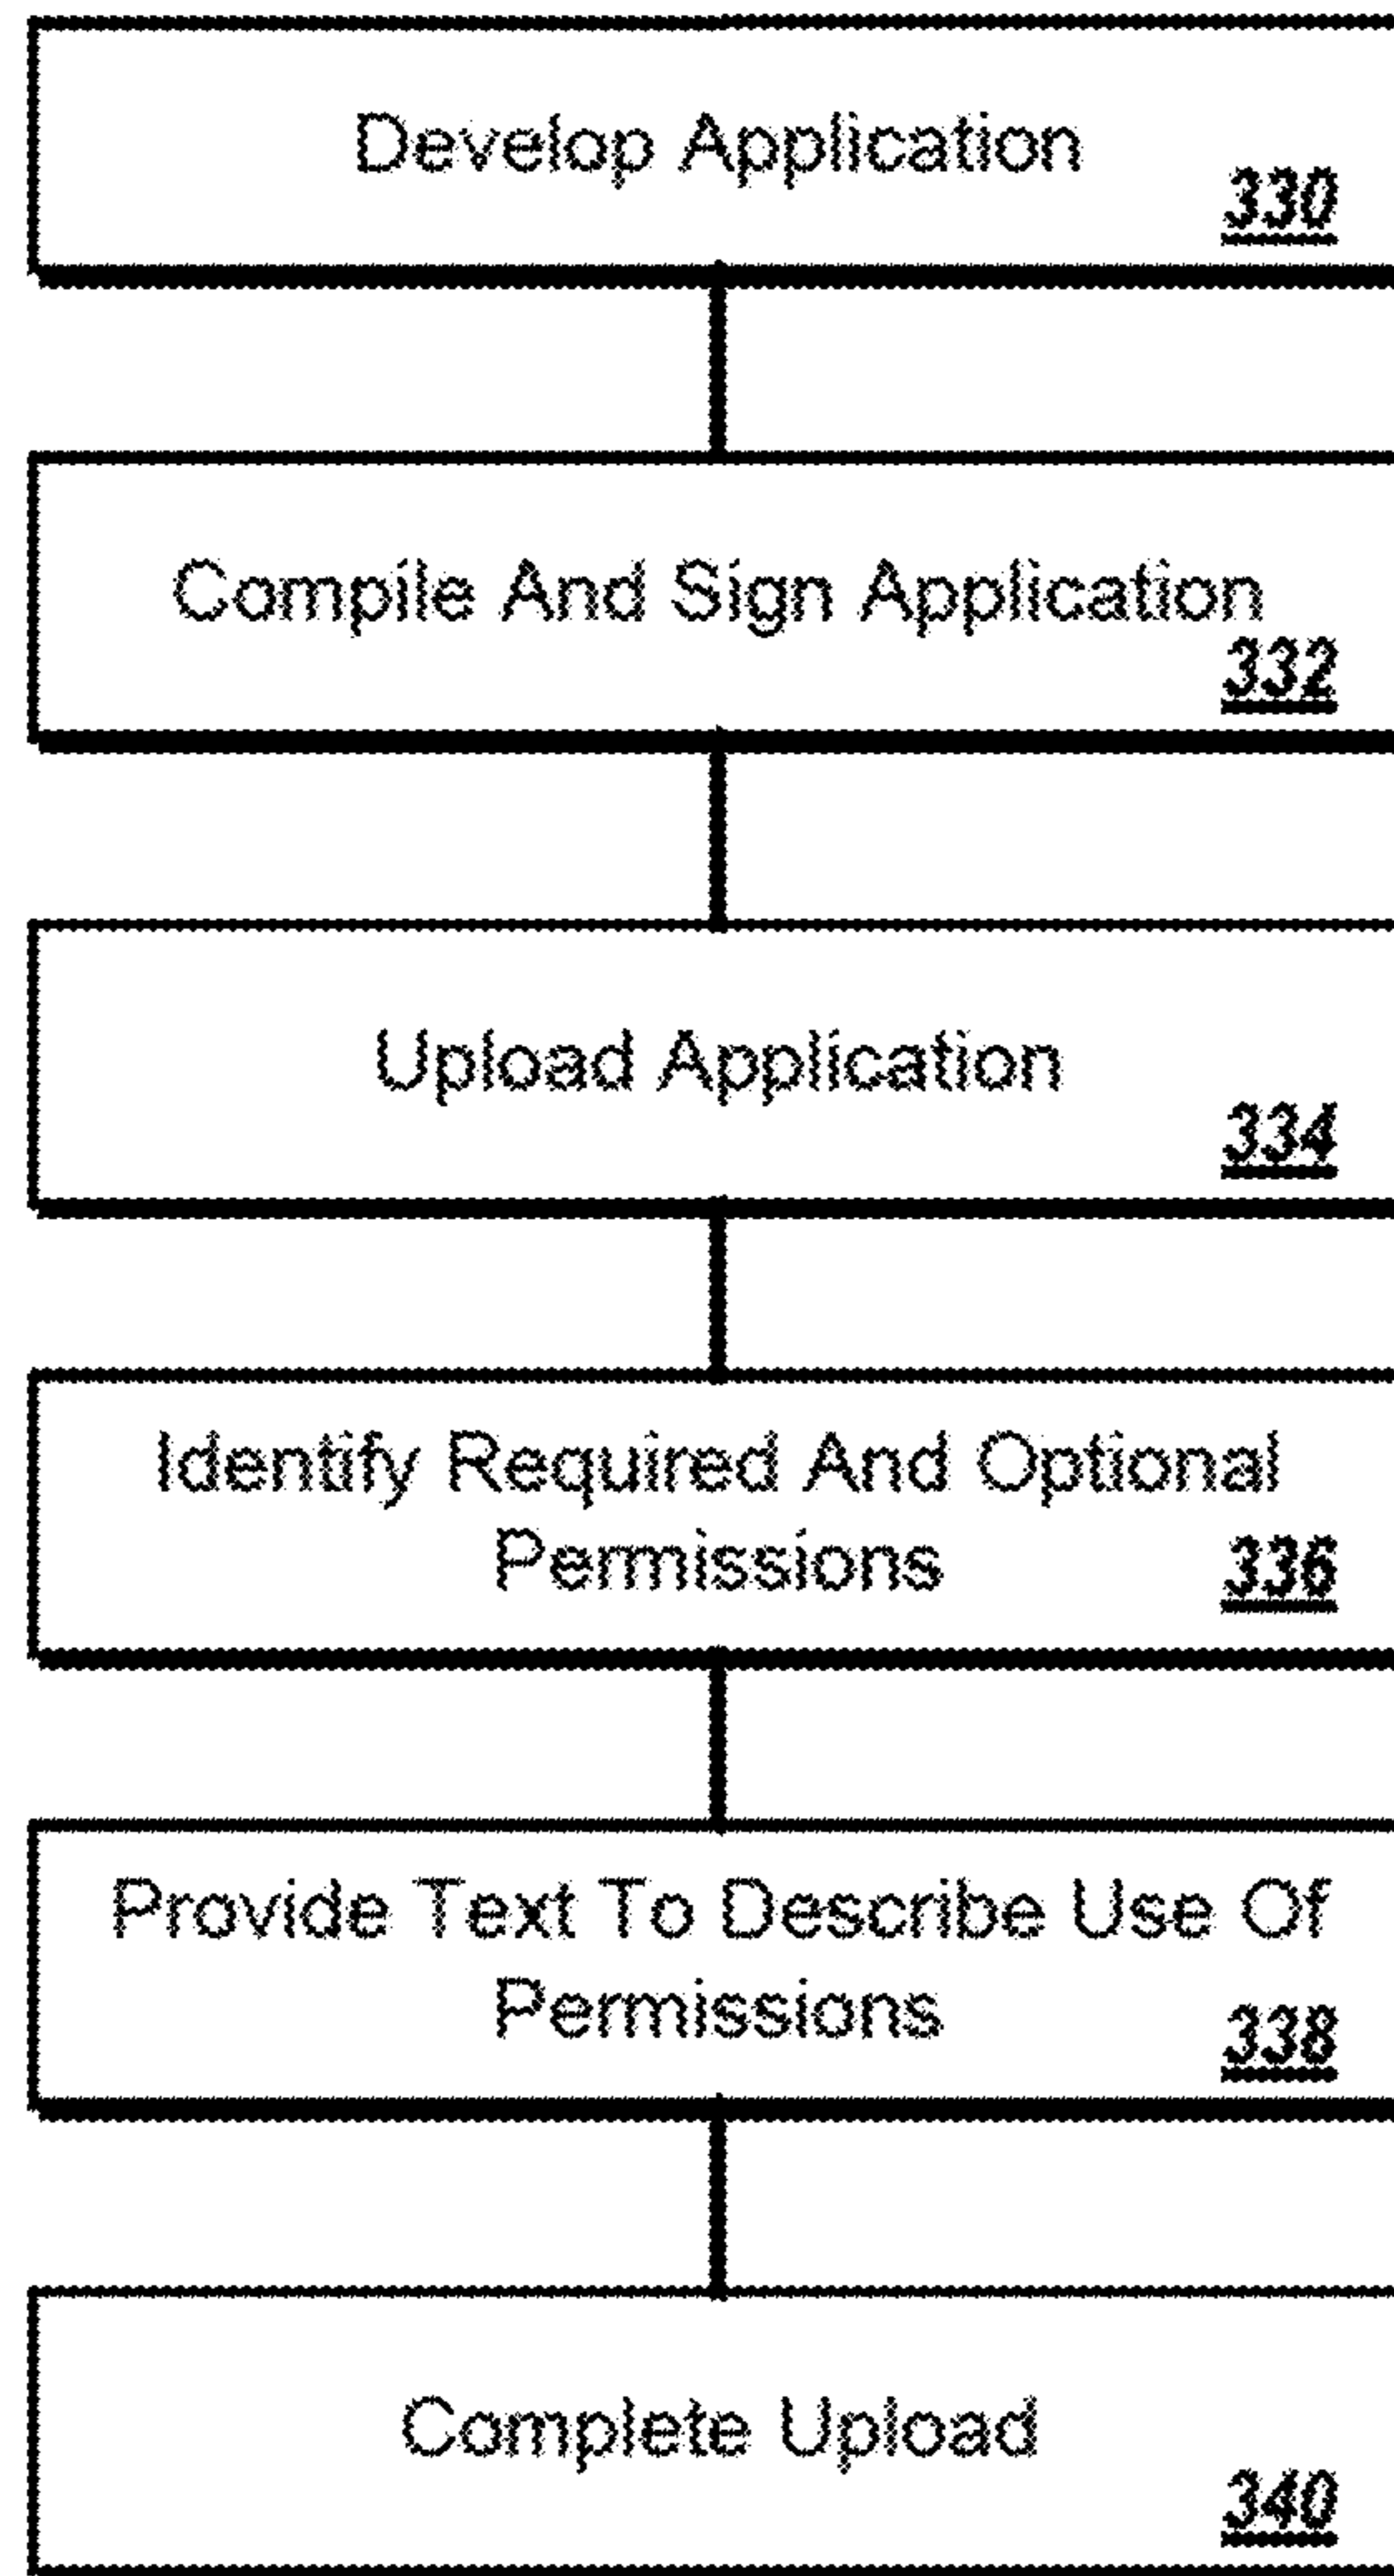 Develop Application
330
Compile And Sign Application
332
Upload Application
334
Identify Required And Optional
Permissions 336
Provide Text To Describe Use Of
Permissions
338
Complete Upload
340